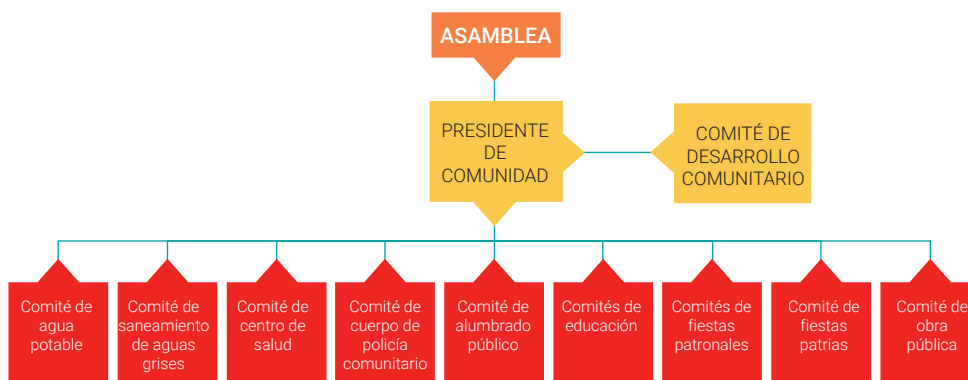 ASAMBLEA
PRESIDENTE
DE
COMUNIDAD
COMITÉ DE
DESARROLLO
COMUNITARIO
Comité de
agua
potable
Comité de
saneamiento
de aguas
grises
Comité de
centro de
salud
Comité de
cuerpo de
policía
comunitario
Comité de
alumbrado
público
Comités de
educación
Comités de
fiestas
patronales
Comité de
fiestas
patrias
Comité de
obra
pública